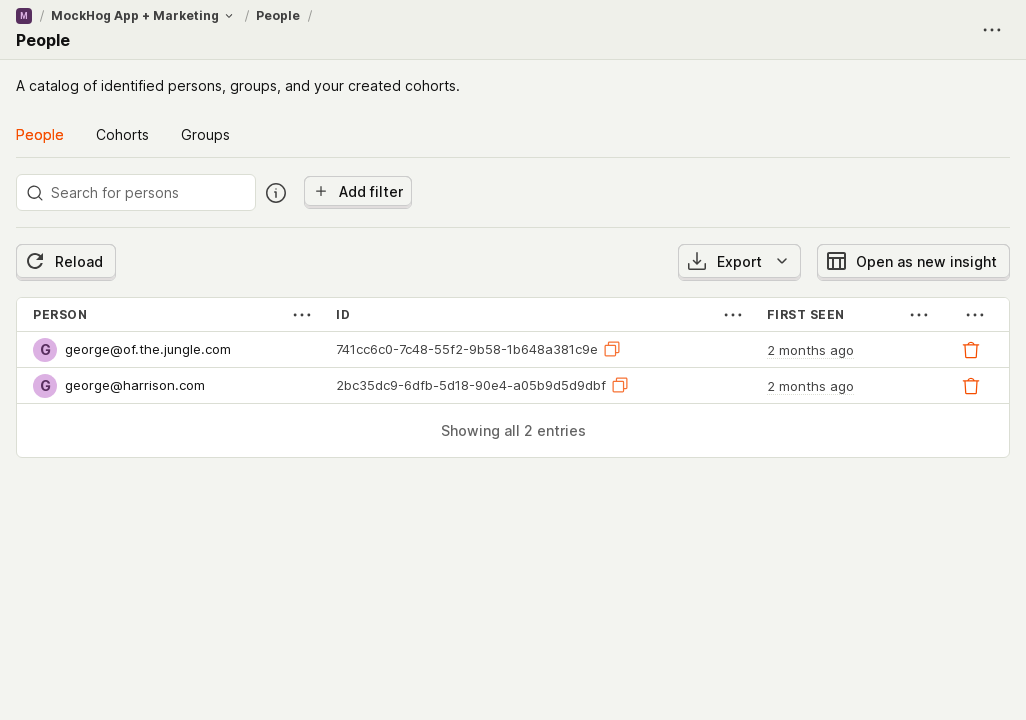 M / MockHog App + Marketing / People /
People
A catalog of identified persons, groups, and your created cohorts.
People Cohorts Groups
Search for persons Add filter
Reload Export Open as new insight
PERSON ID FIRST SEEN
G george@of.the.jungle.com 741cc6c0-7c48-55f2-9b58-1b648a381c9e 2 months ago
G george@harrison.com 2bc35dc9-6dfb-5d18-90e4-a05b9d5d9dbf 2 months ago
Showing all 2 entries